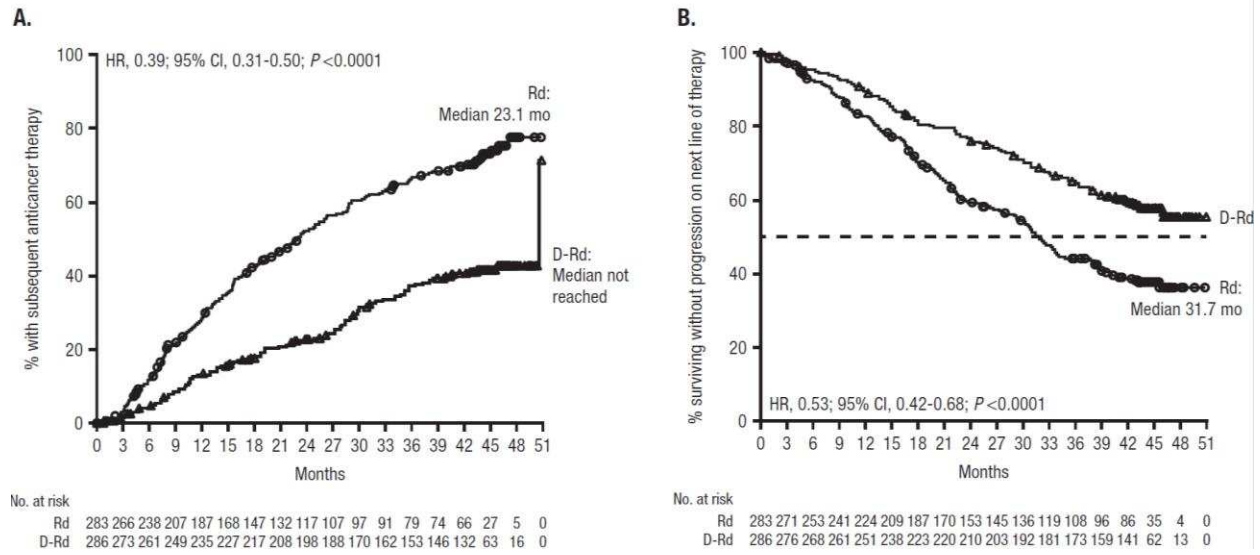 A.
% with subsequent anticancer therapy
100
80
60
40
20
0
HR, 0.39; 95% CI, 0.31-0.50; P<0.0001
Rd:
Median 23.1 mo
D-Rd:
Median not
reached
0 3 6 9 12 15 18 21 24 27 30 33 36 39 42 45 48 51
Months
No. at risk
Rd 283 266 238 207 187 168 147 132 117 107 97 91 79 74 66 27 5 0
D-Rd 286 273 261 249 235 227 217 208 198 188 170 162 153 146 132 63 16 0
B.
% surviving without progression on next line of therapy
100
80
60
40
20
0
D-Rd
Rd:
Median 31.7 mo
HR, 0.53; 95% CI, 0.42-0.68; P<0.0001
0 3 6 9 12 15 18 21 24 27 30 33 36 39 42 45 48 51
Months
No. at risk
Rd 283 271 253 241 224 209 187 170 153 145 136 119 108 96 86 35 4 0
D-Rd 286 276 268 261 251 238 223 220 210 203 192 181 173 159 141 62 13 0